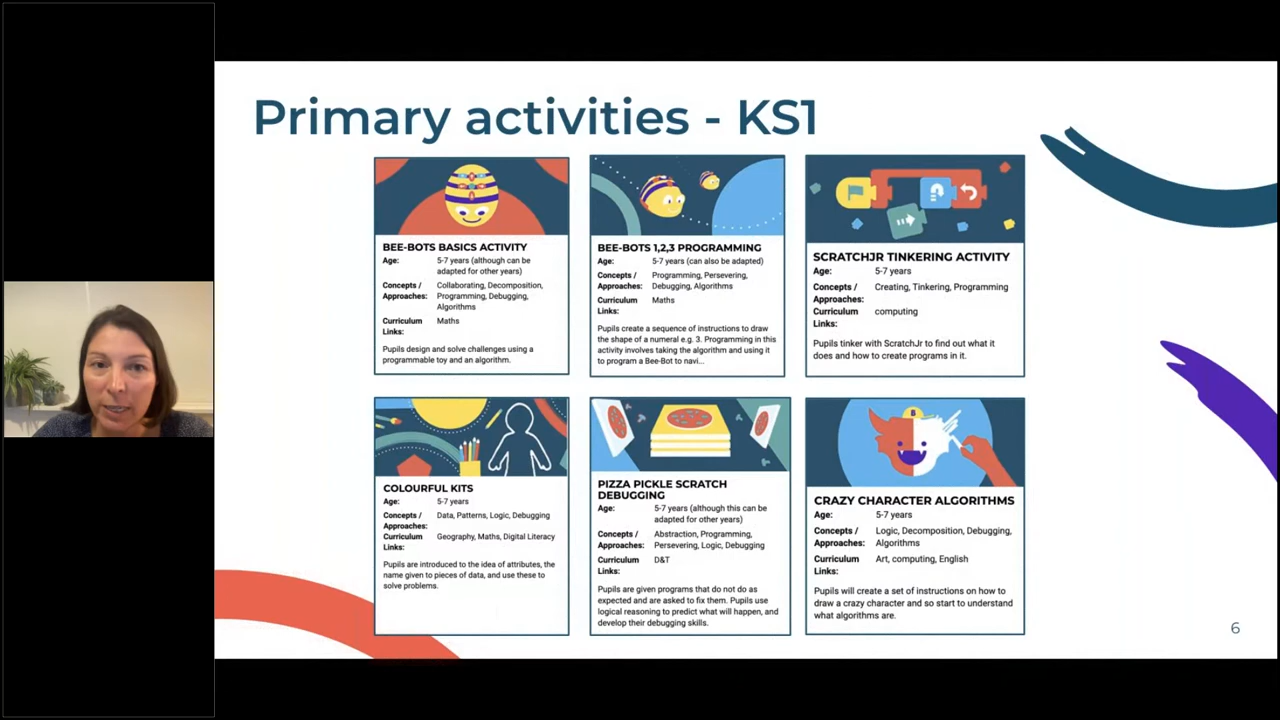 Primary activities - KS1
BEE-BOTS BASICS ACTIVITY
Age: 5-7 years (although can be
adapted for other years)
Concepts / Collaborating, Decomposition,
Approaches: Programming, Debugging,
Algorithms
Curriculum Maths
Links:
Pupils design and solve challenges using a
programmable toy and an algorithm.
BEE-BOTS 1,2,3 PROGRAMMING
Age: 5-7 years (can also be adapted)
Concepts / Programming, Persevering,
Approaches: Debugging, Algorithms
Curriculum Maths
Links:
Pupils create a sequence of instructions to draw
the shape of a numeral e.g. 3. Programming in this
activity involves taking the algorithm and using it
to program a Bee-Bot to navi...
SCRATCHJR TINKERING ACTIVITY
Age: 5-7 years
Concepts / Creating, Tinkering, Programming
Approaches:
Curriculum computing
Links:
Pupils tinker with ScratchJr to find out what it
does and how to create programs in it.
COLOURFUL KITS
Age: 5-7 years
Concepts / Data, Patterns, Logic, Debugging
Approaches:
Curriculum Geography, Maths, Digital Literacy
Links:
Pupils are introduced to the idea of attributes, the
name given to pieces of data, and use these to
solve problems.
PIZZA PICKLE SCRATCH
DEBUGGING
Age: 5-7 years (although this can be
adapted for other years)
Concepts / Abstraction, Programming,
Approaches: Persevering, Logic, Debugging
Curriculum D&T
Links:
Pupils are given programs that do not do as
expected and are asked to fix them. Pupils use
logical reasoning to predict what will happen, and
develop their debugging skills.
CRAZY CHARACTER ALGORITHMS
Age: 5-7 years
Concepts / Logic, Decomposition, Debugging,
Approaches: Algorithms
Curriculum Art, computing, English
Links:
Pupils will create a set of instructions on how to
draw a crazy character and so start to understand
what algorithms are.
6